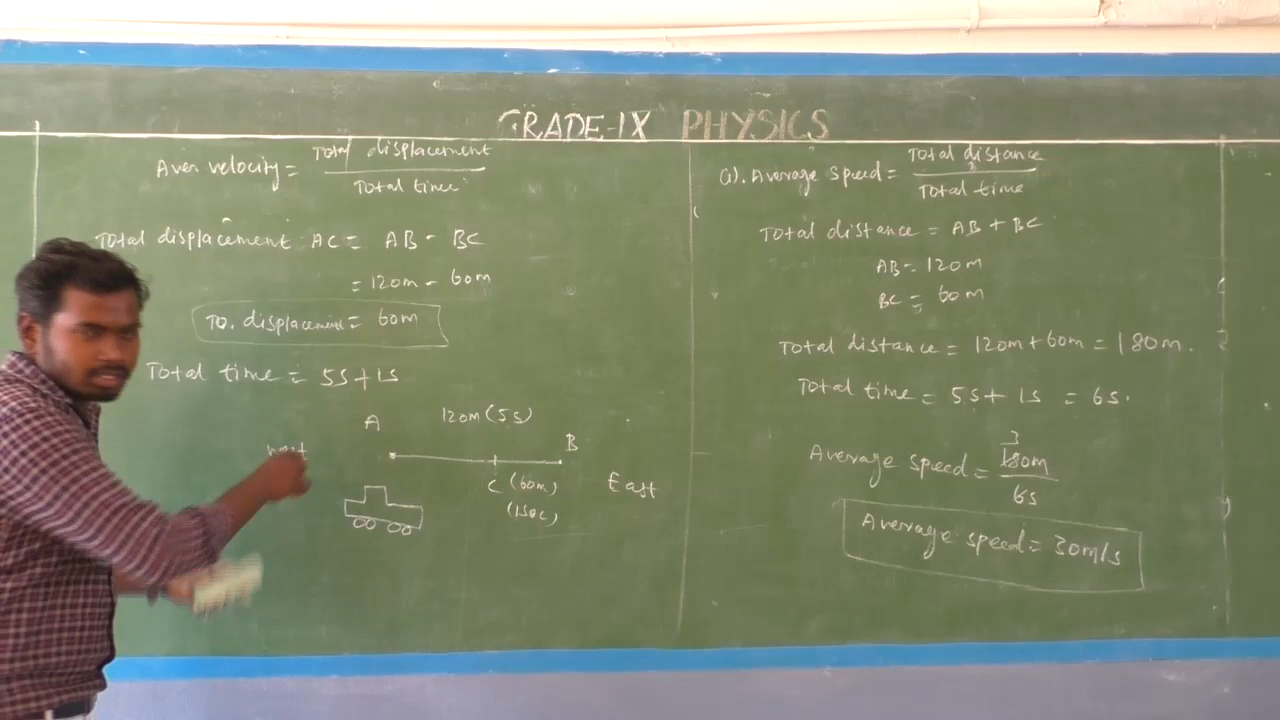 GRADE-IX PHYSICS
Aver velocity = Total displacement
Total time
Total displacement AC = AB - BC
= 120m - 60m
To. displacement = 60m
Total time = 5s+1s
A 120m (5s) B
C (60m) East
(1sec)
(1). Average speed = Total distance
Total time
Total distance = AB + BC
AB = 120m
BC = 60m
Total distance = 120m+60m = 180m.
Total time = 5s+ 1s = 6s.
3
Average speed = 180m
6s
Average speed = 30m/s